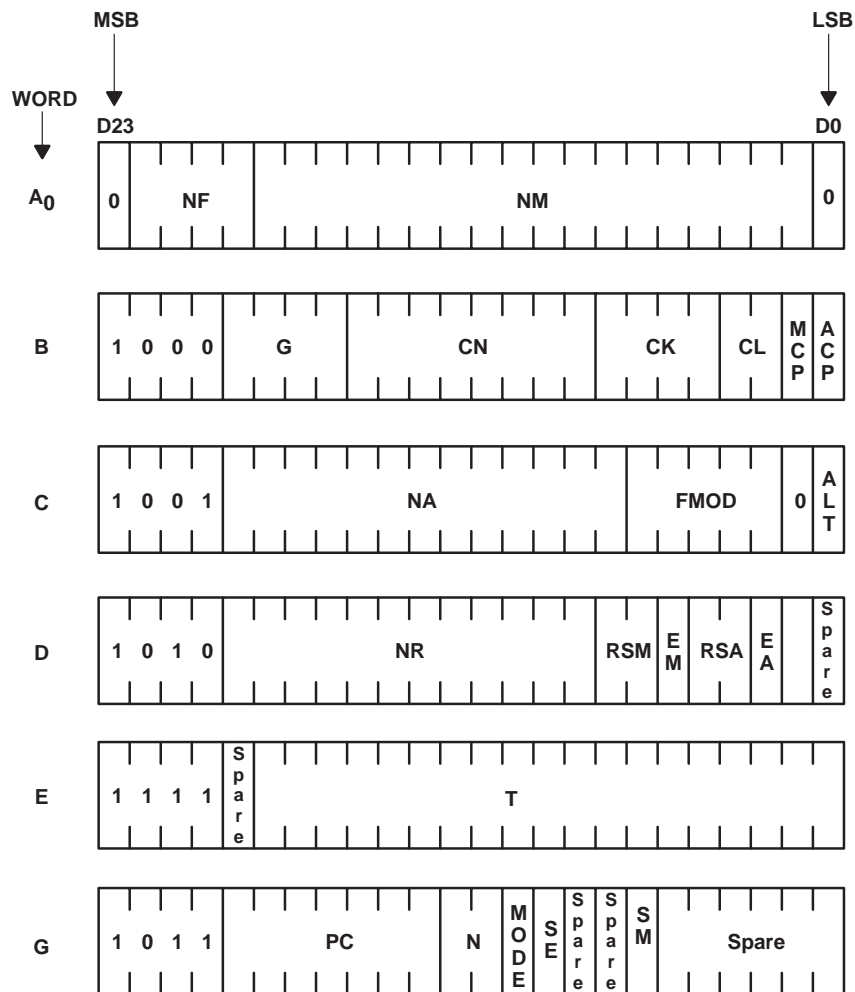 MSB LSB
WORD
D23 D0
A0 0 NF NM 0
B 1 0 0 0 G CN CK CL MCP ACP
C 1 0 0 1 NA FMOD 0 ALT
D 1 0 1 0 NR RSM EM RSA EA Spare
E 1 1 1 1 Spare T
G 1 0 1 1 PC N MODE SE Spare Spare SM Spare